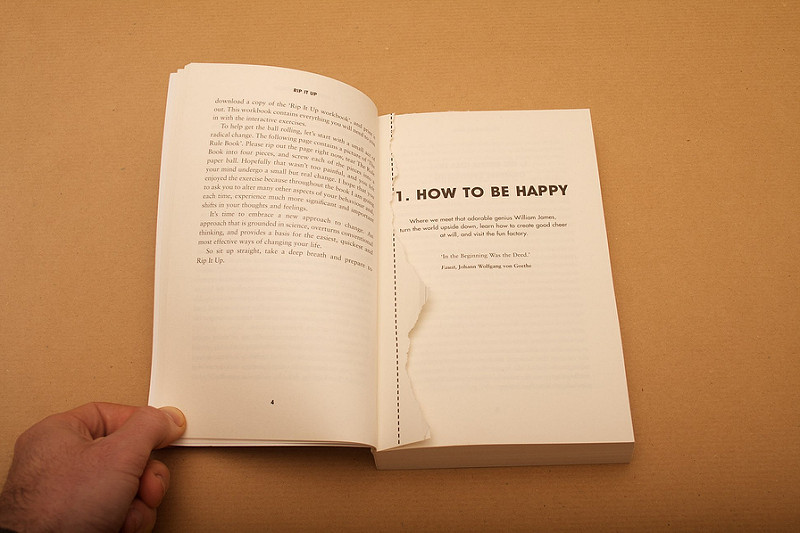 RIP IT UP
download a copy of the 'Rip It Up workbook', and print it
out. This workbook contains everything you will need to
in with the interactive exercises.
To help get the ball rolling, let's start with a small act of
radical change. The following page contains a picture of
Rule Book'. Please rip out the page right now, tear The Rule
Book into four pieces, and screw each of the pieces into
paper ball. Hopefully that wasn't too painful, and you
your mind undergo a small but real change. I hope that you
enjoyed the exercise because throughout the book I am going
to ask you to alter many other aspects of your behaviour and
each time, experience much more significant and important
shifts in your thoughts and feelings.
It's time to embrace a new approach to change. An
approach that is grounded in science, overturns conventional
thinking, and provides a basis for the easiest, quickest and
most effective ways of changing your life.
So sit up straight, take a deep breath and prepare to
Rip It Up.
4
1. HOW TO BE HAPPY
Where we meet that adorable genius William James,
turn the world upside down, learn how to create good cheer
at will, and visit the fun factory.
'In the Beginning Was the Deed.'
Faust, Johann Wolfgang von Goethe